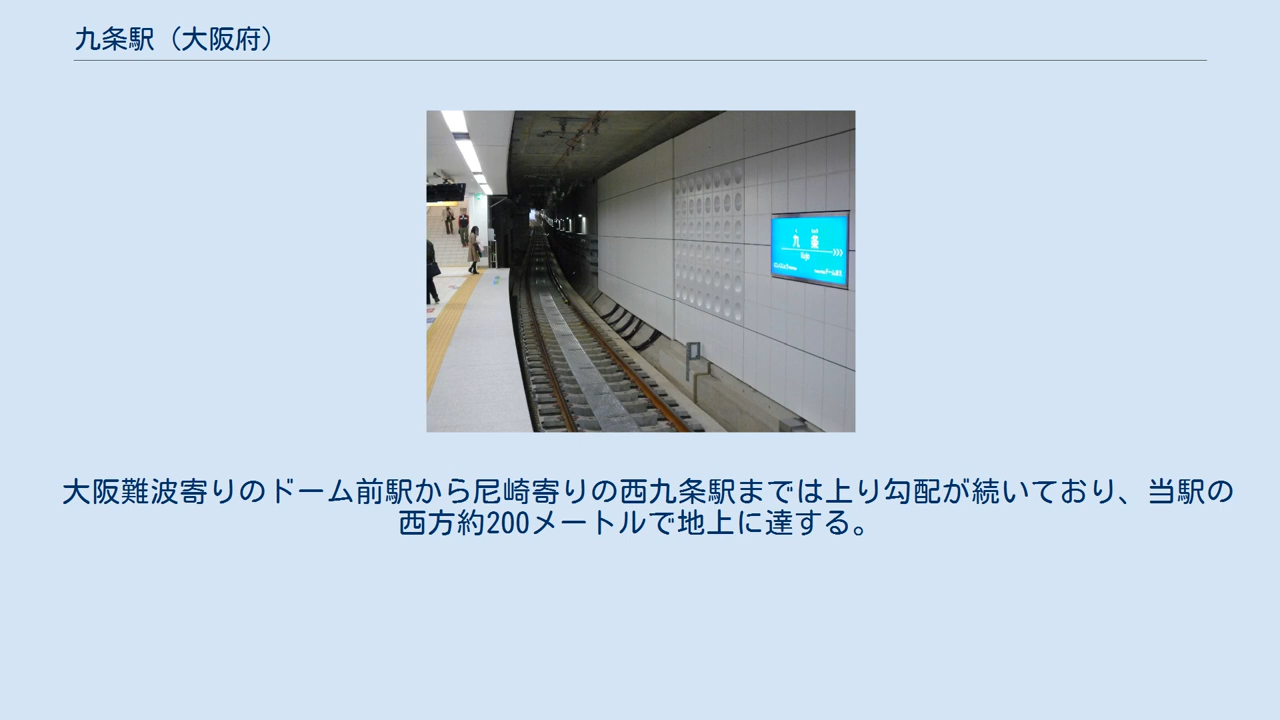 九条駅（大阪府）
九条
Kujo
大阪難波寄りのドーム前駅から尼崎寄りの西九条駅までは上り勾配が続いており、当駅の
西方約200メートルで地上に達する。